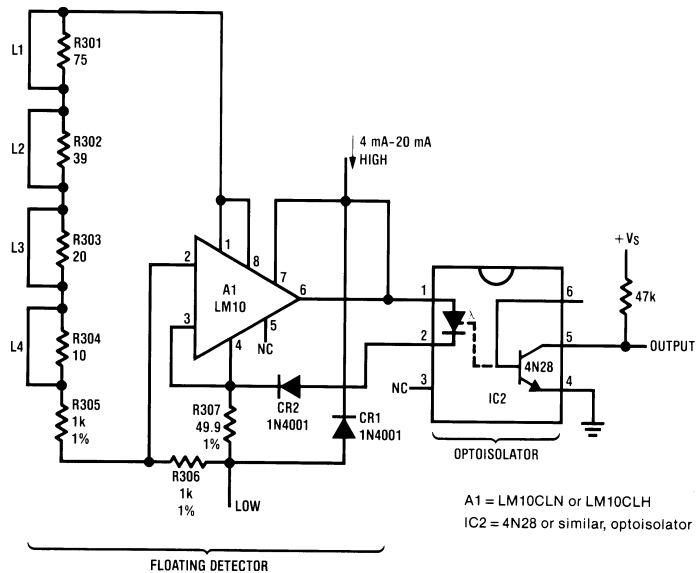 L1
R301
75
L2
R302
39
L3
R303
20
L4
R304
10
R305
1k
1%
R306
1k
1%
R307
49.9
1%
LOW
1
8
7
2
A1
LM10
6
3
5
NC
4
CR2
1N4001
CR1
1N4001
4 mA-20 mA
HIGH
1
2
NC
3
λ
4N28
IC2
6
5
4
OPTOISOLATOR
+VS
47k
OUTPUT
A1 = LM10CLN or LM10CLH
IC2 = 4N28 or similar, optoisolator
FLOATING DETECTOR